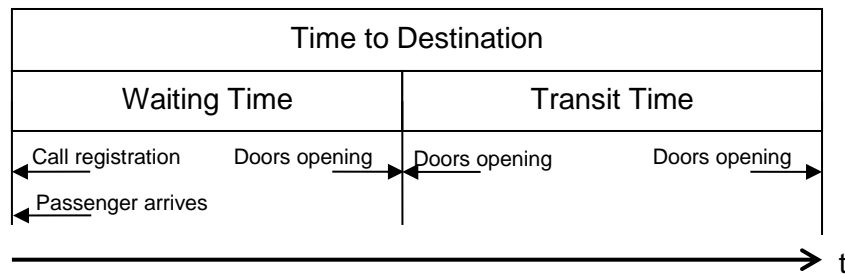 Time to Destination
Waiting Time Transit Time
Call registration Doors opening Doors opening Doors opening
Passenger arrives
t